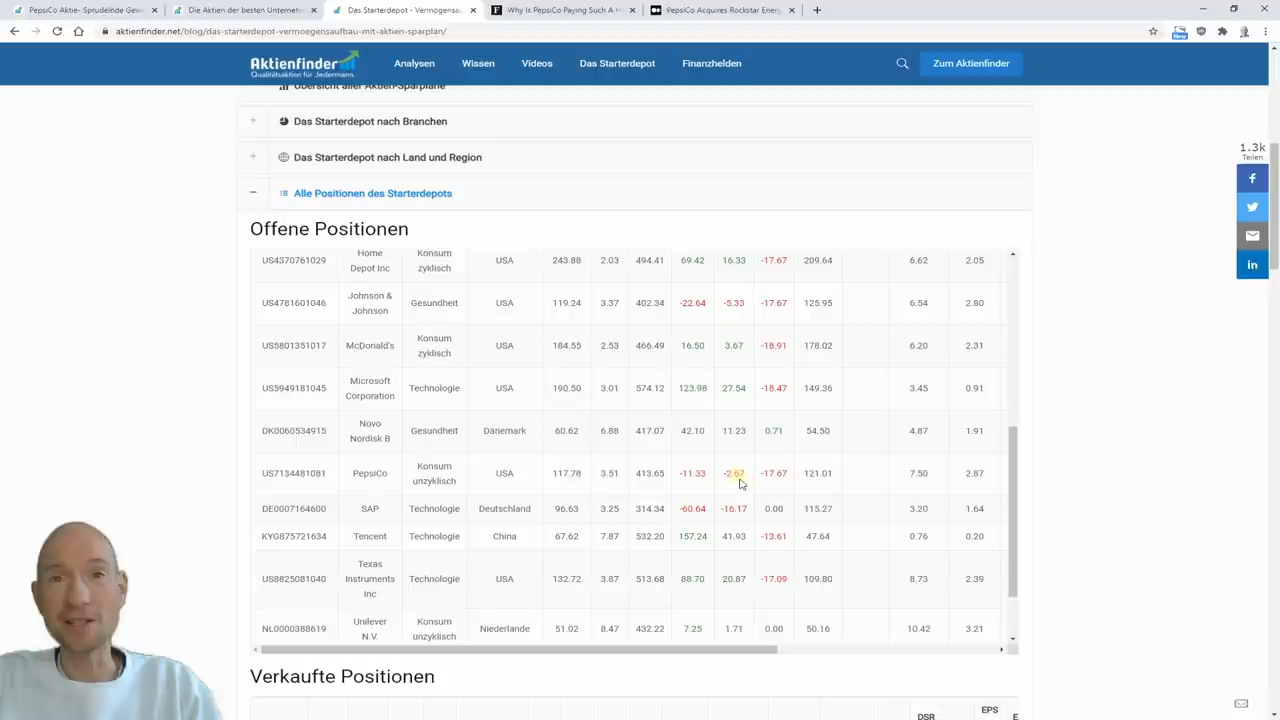 PepsiCo Aktie- Sprudelnde Gew
Die Aktien der besten Unternet
Das Starterdepot - Vermögensau
Why Is PepsiCo Paying Such A H
PepsiCo Acquires Rockstar Energ
aktienfinder.net/blog/das-starterdepot-vermoegensaufbau-mit-aktien-sparplan/
New
Aktienfinder
Qualitätsaktien für Jedermann.
Analysen Wissen Videos Das Starterdepot Finanzhelden Zum Aktienfinder
Übersicht aller Aktien-Sparpläne
+ Das Starterdepot nach Branchen
+ Das Starterdepot nach Land und Region
− Alle Positionen des Starterdepots
1.3k
Teilen
Offene Positionen
US4370761029 Home Depot Inc Konsum zyklisch USA 243.88 2.03 494.41 69.42 16.33 -17.67 209.64 6.62 2.05
US4781601046 Johnson & Johnson Gesundheit USA 119.24 3.37 402.34 -22.64 -5.33 -17.67 125.95 6.54 2.80
US5801351017 McDonald's Konsum zyklisch USA 184.55 2.53 466.49 16.50 3.67 -18.91 178.02 6.20 2.31
US5949181045 Microsoft Corporation Technologie USA 190.50 3.01 574.12 123.98 27.54 -18.47 149.36 3.45 0.91
DK0060534915 Novo Nordisk B Gesundheit Dänemark 60.62 6.88 417.07 42.10 11.23 0.71 54.50 4.87 1.91
US7134481081 PepsiCo Konsum unzyklisch USA 117.78 3.51 413.65 -11.33 -2.67 -17.67 121.01 7.50 2.87
DE0007164600 SAP Technologie Deutschland 96.63 3.25 314.34 -60.64 -16.17 0.00 115.27 3.20 1.64
KYG875721634 Tencent Technologie China 67.62 7.87 532.20 157.24 41.93 -13.61 47.64 0.76 0.20
US8825081040 Texas Instruments Inc Technologie USA 132.72 3.87 513.68 88.70 20.87 -17.09 109.80 8.73 2.39
NL0000388619 Unilever N.V. Konsum unzyklisch Niederlande 51.02 8.47 432.22 7.25 1.71 0.00 50.16 10.42 3.21
Verkaufte Positionen
DSR EPS E